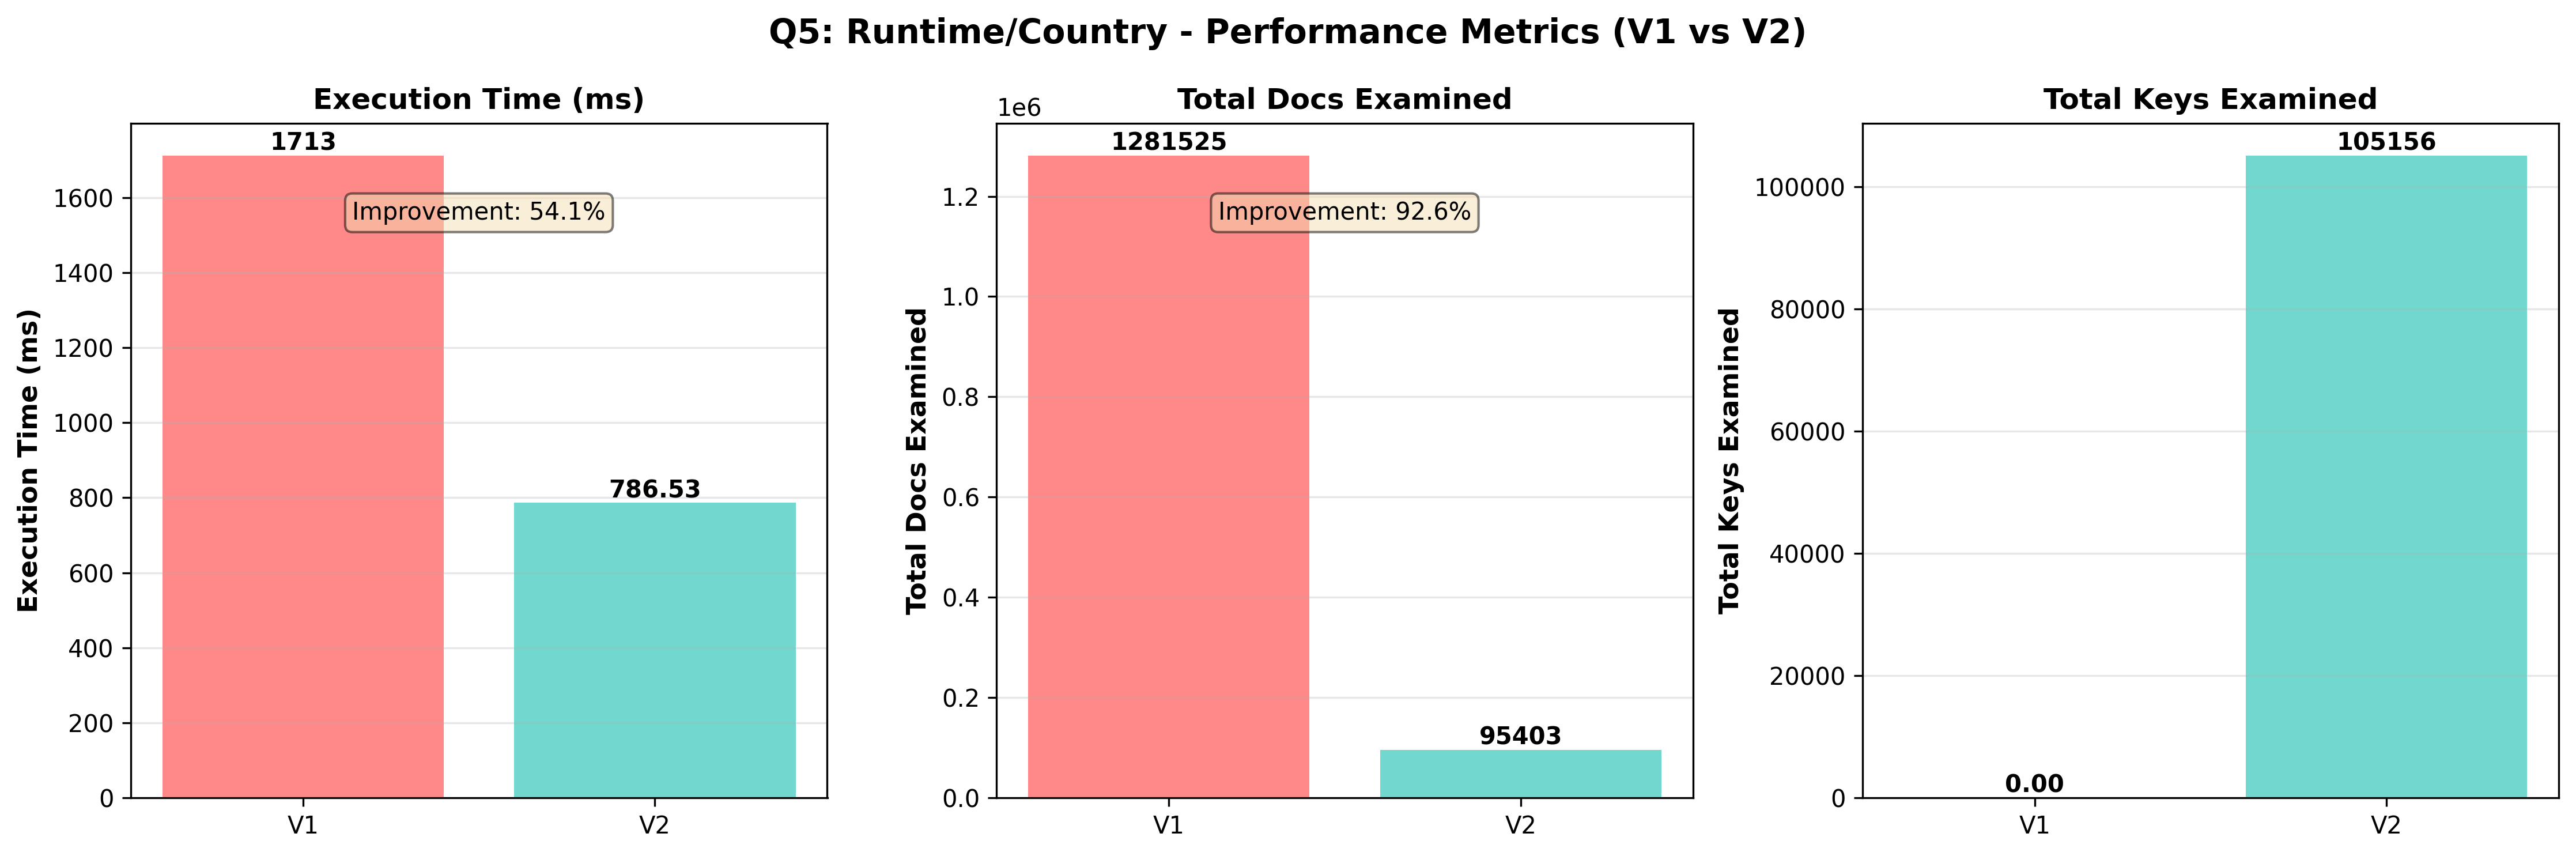 Q5: Runtime/Country - Performance Metrics (V1 vs V2)
Execution Time (ms)
Execution Time (ms)
1600
1400
1200
1000
800
600
400
200
0
1713
Improvement: 54.1%
786.53
V1
V2
Total Docs Examined
1e6
Total Docs Examined
1.2
1.0
0.8
0.6
0.4
0.2
0.0
1281525
Improvement: 92.6%
95403
V1
V2
Total Keys Examined
Total Keys Examined
100000
80000
60000
40000
20000
0
105156
0.00
V1
V2